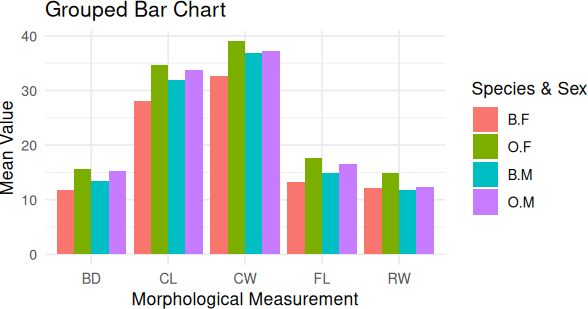 Grouped Bar Chart
40
30
20
10
0
Mean Value
BD CL CW FL RW
Morphological Measurement
Species & Sex
B.F
O.F
B.M
O.M